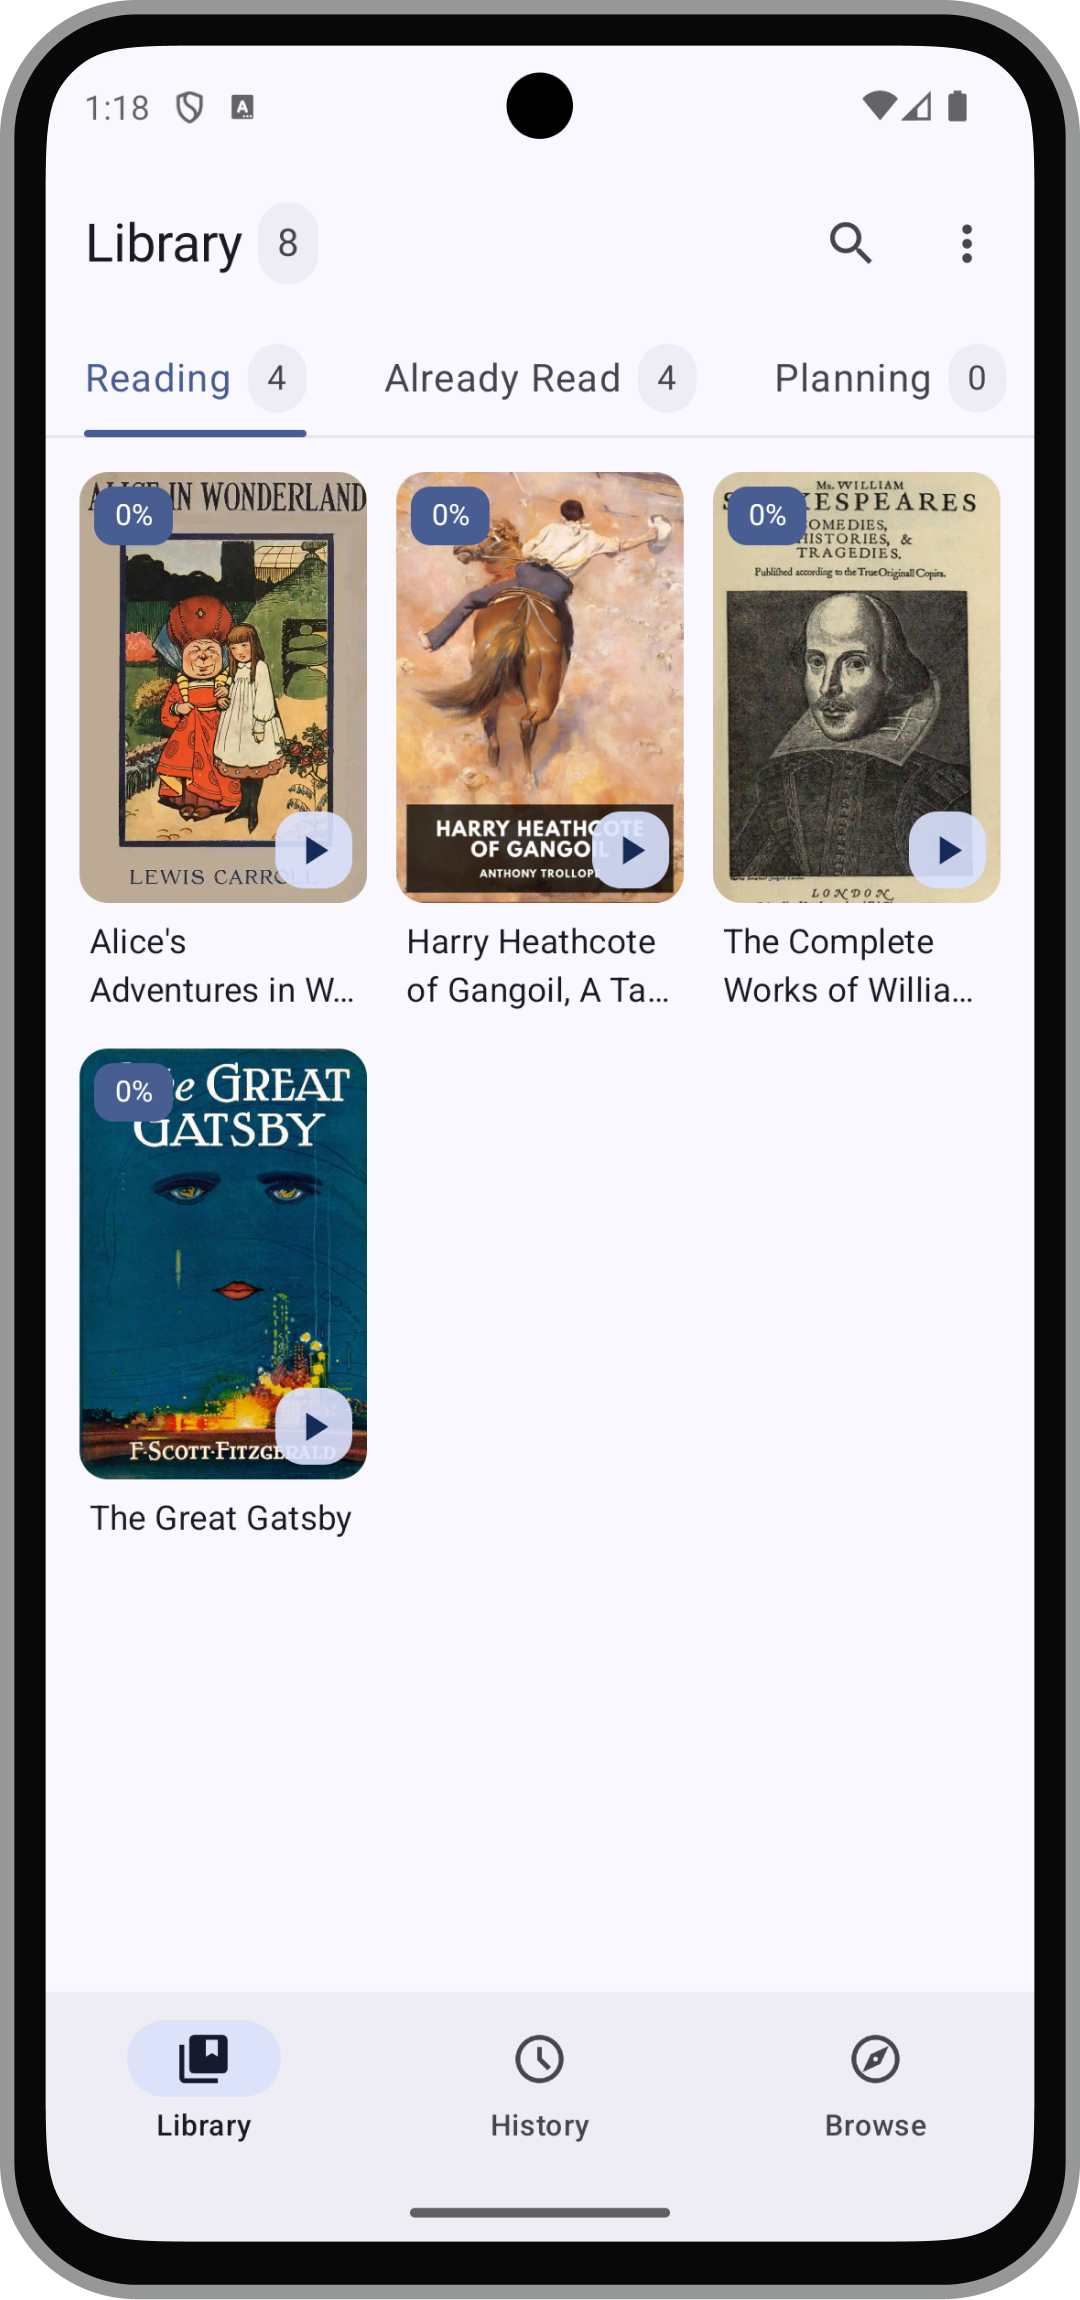 1:18
A
Library 8
Reading 4 Already Read 4 Planning 0
0%
IN WONDERLAND
LEWIS CARROLL
0%
HARRY HEATHCOTE
OF GANGOIL
ANTHONY TROLLOPE
0%
Mr. WILLIAM
COMEDIES,
HISTORIES, &
TRAGEDIES.
Publiſhed according to the True Originall Copies.
LONDON
Alice's
Adventures in W...
Harry Heathcote
of Gangoil, A Ta...
The Complete
Works of Willia...
0%
GREAT
GATSBY
F·SCOTT·FITZGERALD
The Great Gatsby
Library History Browse